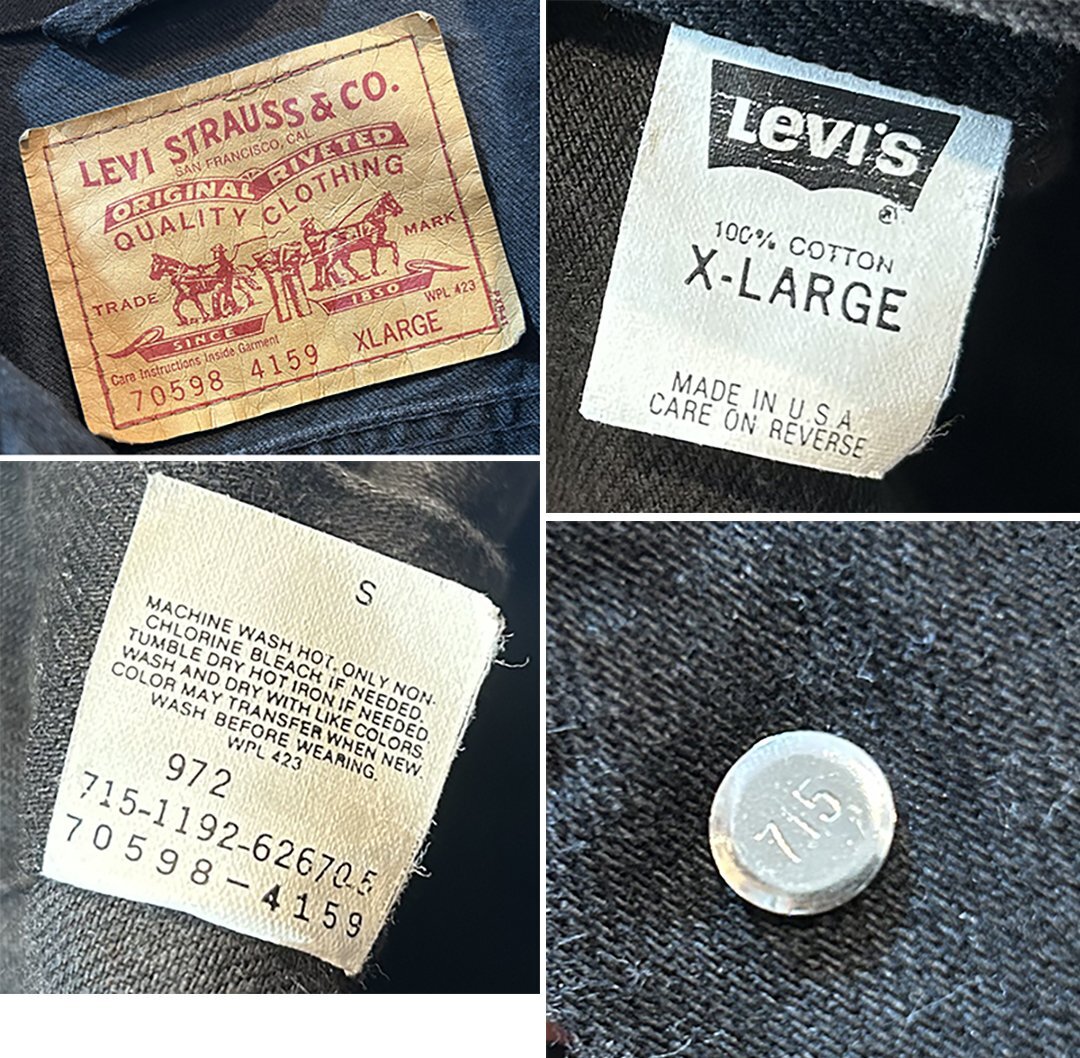 LEVI STRAUSS & CO.
SAN FRANCISCO, CAL
ORIGINAL RIVETED
QUALITY CLOTHING
TRADE MARK
SINCE 1850
WPL 423
Care Instructions Inside Garment
70598 4159 XLARGE
Levi's
®
100% COTTON
X-LARGE
MADE IN U S A
CARE ON REVERSE
S
MACHINE WASH HOT, ONLY NON-
CHLORINE BLEACH IF NEEDED,
TUMBLE DRY HOT IRON IF NEEDED
WASH AND DRY WITH LIKE COLORS
COLOR MAY TRANSFER WHEN NEW.
WASH BEFORE WEARING.
WPL 423
972
715-1192-62670-5
70598-4159
715